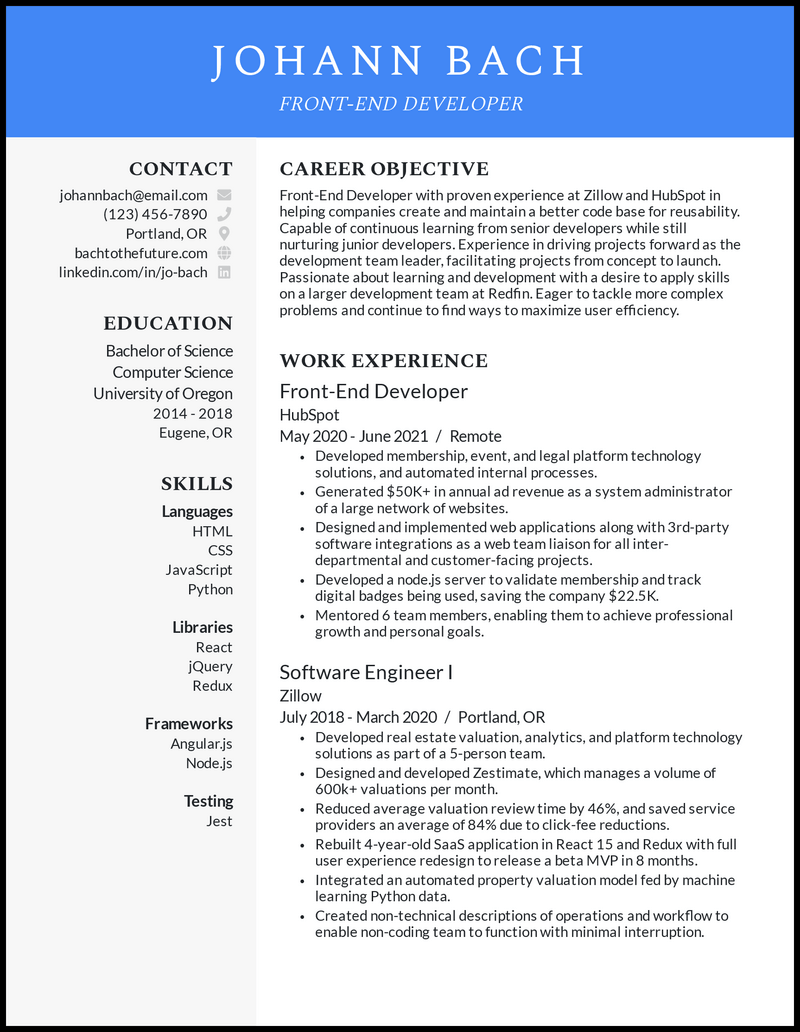 JOHANN BACH
FRONT-END DEVELOPER
CONTACT
johannbach@email.com
(123) 456-7890
Portland, OR
bachtothefuture.com
linkedin.com/in/jo-bach
EDUCATION
Bachelor of Science
Computer Science
University of Oregon
2014 - 2018
Eugene, OR
SKILLS
Languages
HTML
CSS
JavaScript
Python
Libraries
React
jQuery
Redux
Frameworks
Angular.js
Node.js
Testing
Jest
CAREER OBJECTIVE
Front-End Developer with proven experience at Zillow and HubSpot in
helping companies create and maintain a better code base for reusability.
Capable of continuous learning from senior developers while still
nurturing junior developers. Experience in driving projects forward as the
development team leader, facilitating projects from concept to launch.
Passionate about learning and development with a desire to apply skills
on a larger development team at Redfin. Eager to tackle more complex
problems and continue to find ways to maximize user efficiency.
WORK EXPERIENCE
Front-End Developer
HubSpot
May 2020 - June 2021 / Remote
• Developed membership, event, and legal platform technology
solutions, and automated internal processes.
• Generated $50K+ in annual ad revenue as a system administrator
of a large network of websites.
• Designed and implemented web applications along with 3rd-party
software integrations as a web team liaison for all inter-
departmental and customer-facing projects.
• Developed a node.js server to validate membership and track
digital badges being used, saving the company $22.5K.
• Mentored 6 team members, enabling them to achieve professional
growth and personal goals.
Software Engineer I
Zillow
July 2018 - March 2020 / Portland, OR
• Developed real estate valuation, analytics, and platform technology
solutions as part of a 5-person team.
• Designed and developed Zestimate, which manages a volume of
600k+ valuations per month.
• Reduced average valuation review time by 46%, and saved service
providers an average of 84% due to click-fee reductions.
• Rebuilt 4-year-old SaaS application in React 15 and Redux with full
user experience redesign to release a beta MVP in 8 months.
• Integrated an automated property valuation model fed by machine
learning Python data.
• Created non-technical descriptions of operations and workflow to
enable non-coding team to function with minimal interruption.